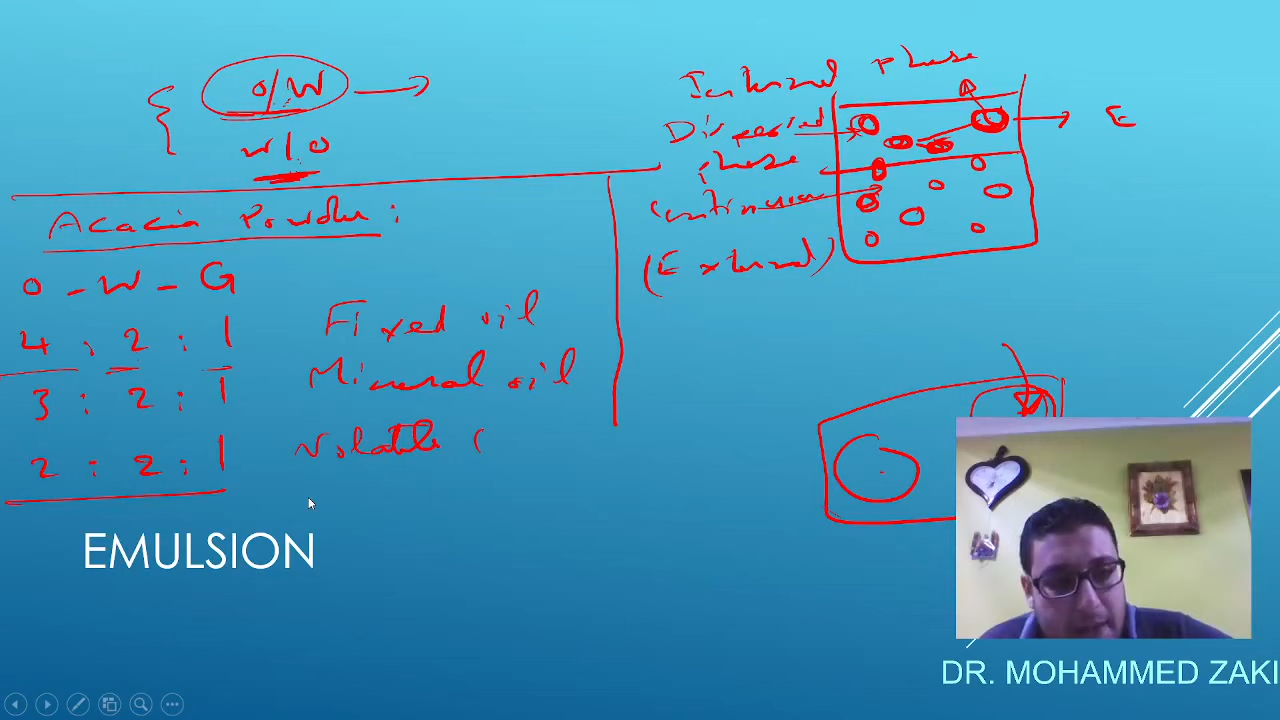 O/W
W/O
Acacia Powder:
O - W - G
4 : 2 : 1 Fixed oil
3 : 2 : 1 Mineral oil
2 : 2 : 1 Volatile (
Internal phase
Dispersed
phase
Continuous
(External)
E
EMULSION
DR. MOHAMMED ZAKI